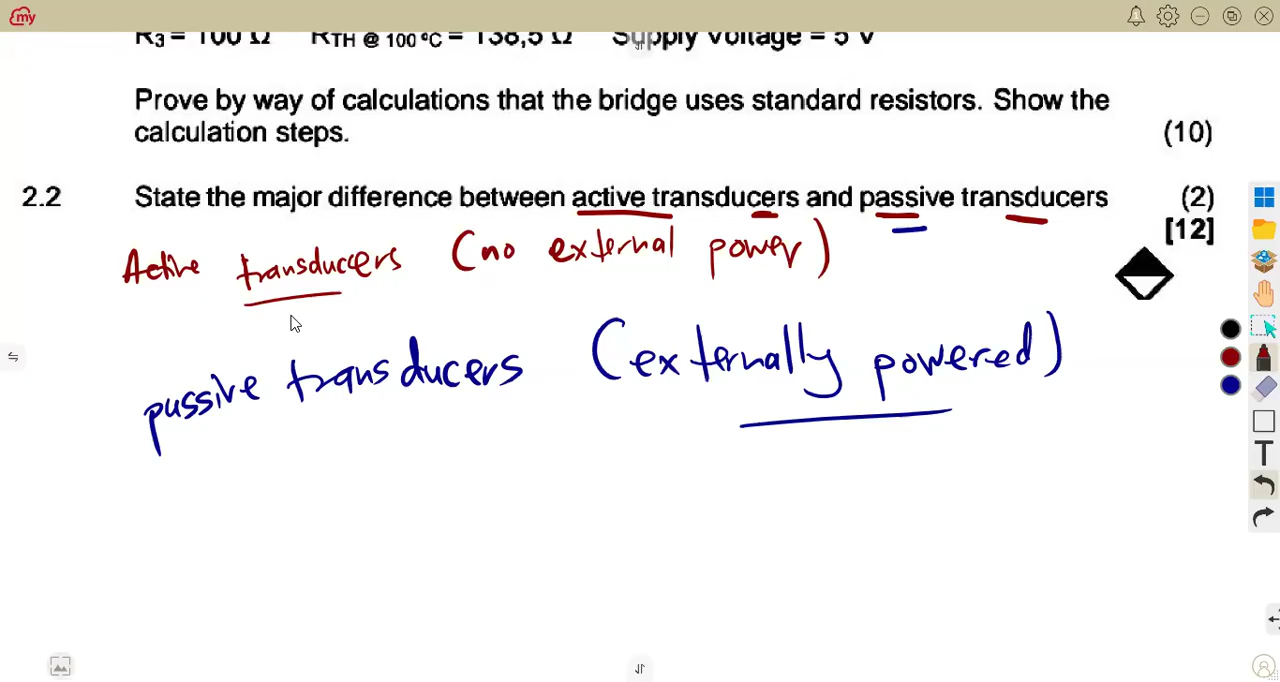 my
R3 = 100 Ω RTH @ 100 °C = 138,5 Ω Supply Voltage = 5 V
Prove by way of calculations that the bridge uses standard resistors. Show the
calculation steps.
(10)
2.2 State the major difference between active transducers and passive transducers (2)
[12]
Active transducers (no external power)
passive transducers (externally powered)
T